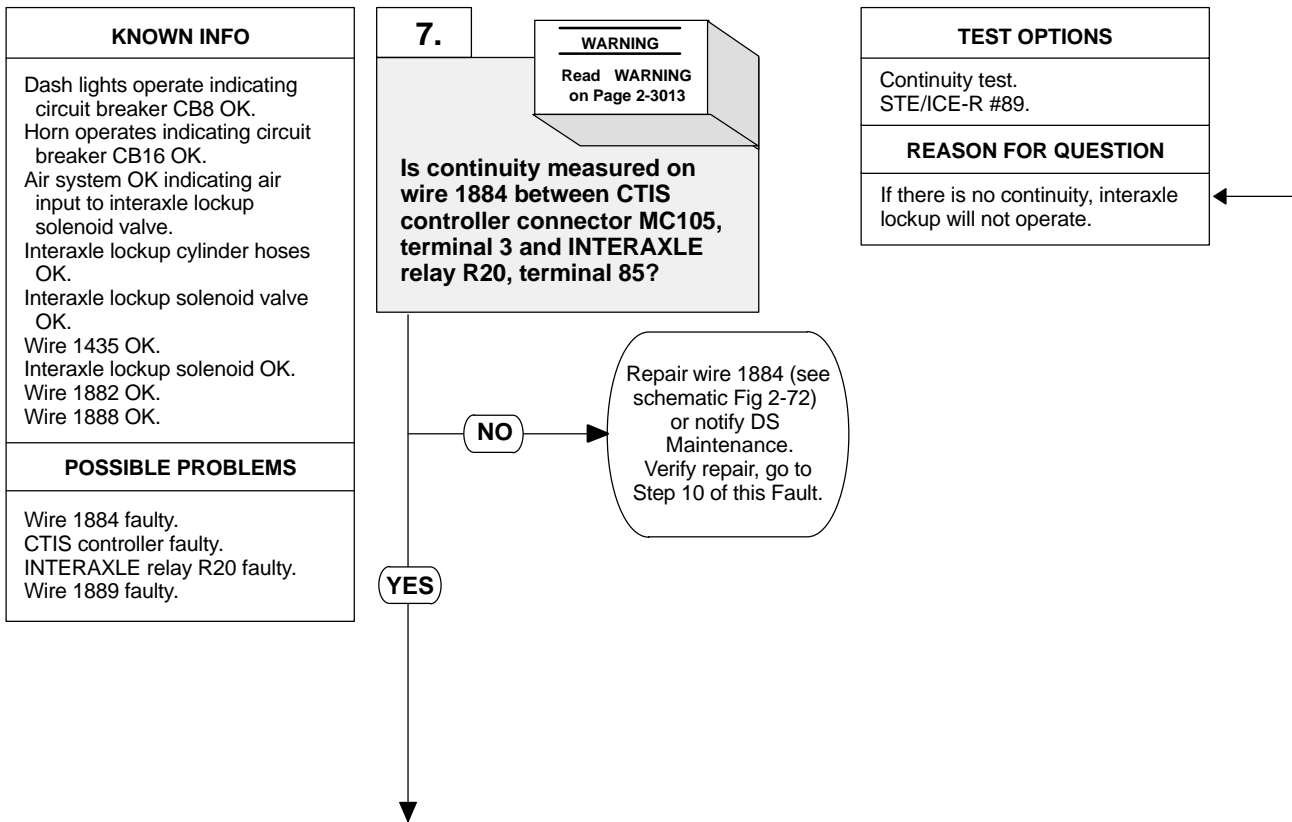 KNOWN INFO
Dash lights operate indicating
circuit breaker CB8 OK.
Horn operates indicating circuit
breaker CB16 OK.
Air system OK indicating air
input to interaxle lockup
solenoid valve.
Interaxle lockup cylinder hoses
OK.
Interaxle lockup solenoid valve
OK.
Wire 1435 OK.
Interaxle lockup solenoid OK.
Wire 1882 OK.
Wire 1888 OK.
POSSIBLE PROBLEMS
Wire 1884 faulty.
CTIS controller faulty.
INTERAXLE relay R20 faulty.
Wire 1889 faulty.
7.
WARNING
Read WARNING
on Page 2-3013
Is continuity measured on
wire 1884 between CTIS
controller connector MC105,
terminal 3 and INTERAXLE
relay R20, terminal 85?
NO
Repair wire 1884 (see
schematic Fig 2-72)
or notify DS
Maintenance.
Verify repair, go to
Step 10 of this Fault.
YES
TEST OPTIONS
Continuity test.
STE/ICE-R #89.
REASON FOR QUESTION
If there is no continuity, interaxle
lockup will not operate.